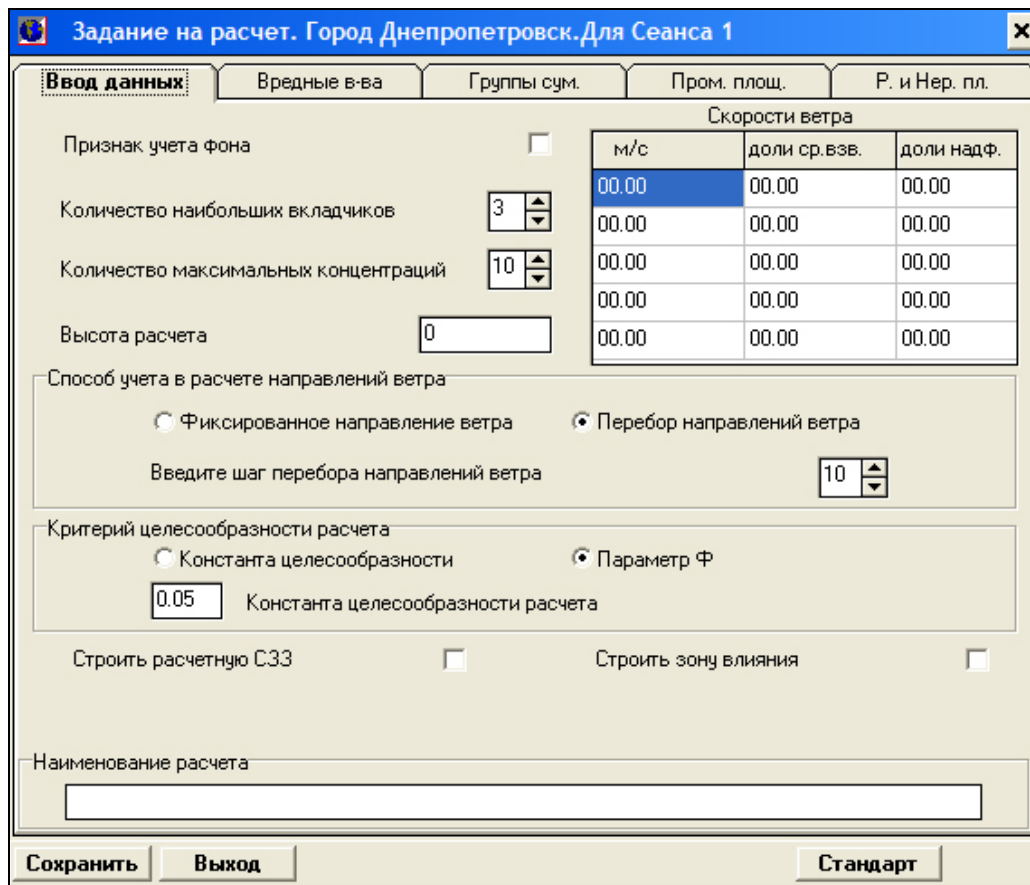 Задание на расчет. Город Днепропетровск.Для Сеанса 1
Ввод данных Вредные в-ва Группы сум. Пром. площ. Р. и Нер. пл.
Скорости ветра
Признак учета фона
м/с доли ср.взв. доли надф.
00.00 00.00 00.00
Количество наибольших вкладчиков 3
00.00 00.00 00.00
Количество максимальных концентраций 10
00.00 00.00 00.00
00.00 00.00 00.00
Высота расчета 0
00.00 00.00 00.00
Способ учета в расчете направлений ветра
Фиксированное направление ветра Перебор направлений ветра
Введите шаг перебора направлений ветра 10
Критерий целесообразности расчета
Константа целесообразности Параметр Ф
0.05 Константа целесообразности расчета
Строить расчетную СЗЗ Строить зону влияния
Наименование расчета
Сохранить Выход Стандарт